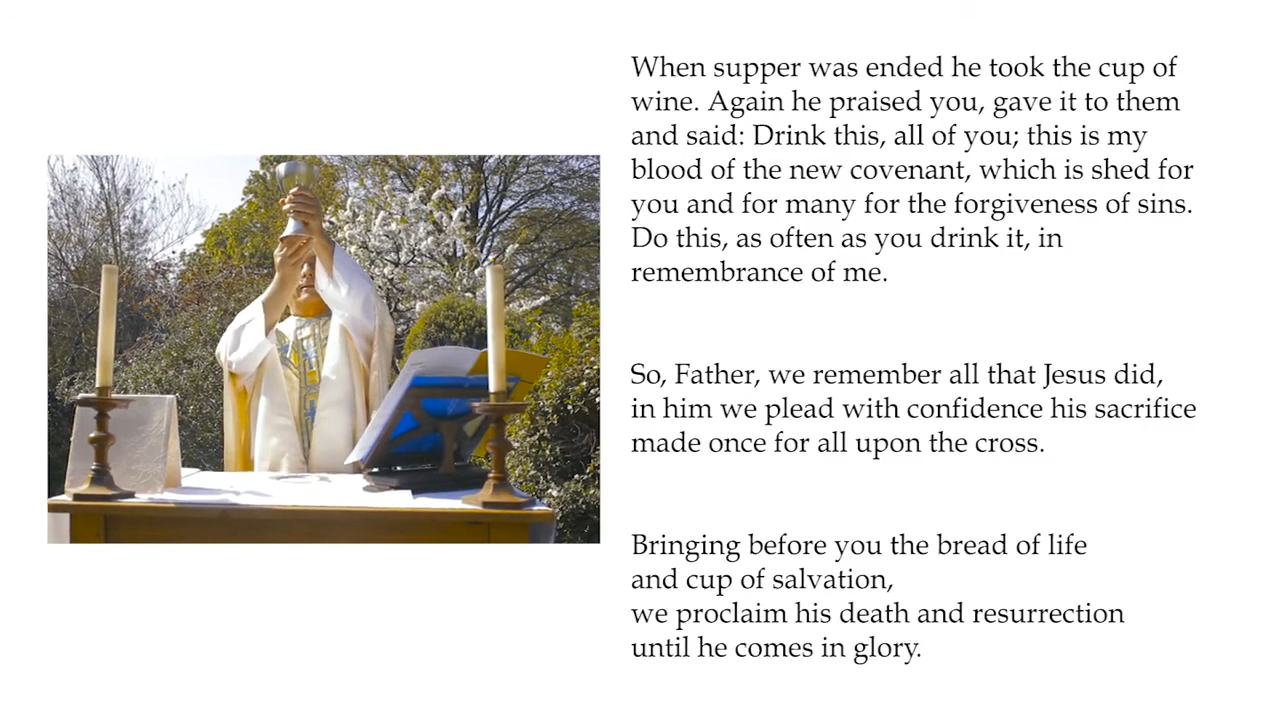 When supper was ended he took the cup of
wine. Again he praised you, gave it to them
and said: Drink this, all of you; this is my
blood of the new covenant, which is shed for
you and for many for the forgiveness of sins.
Do this, as often as you drink it, in
remembrance of me.
So, Father, we remember all that Jesus did,
in him we plead with confidence his sacrifice
made once for all upon the cross.
Bringing before you the bread of life
and cup of salvation,
we proclaim his death and resurrection
until he comes in glory.